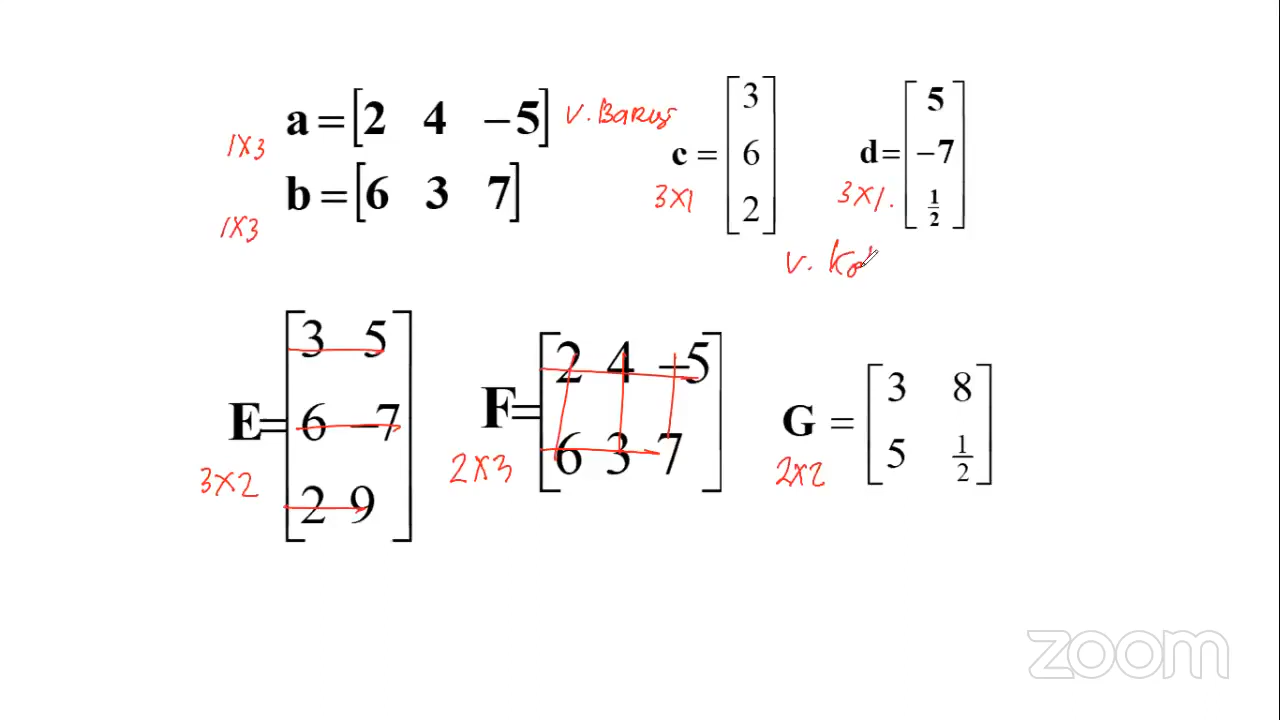 a = [2 4 −5] V. Baris
1X3
b = [6 3 7]
1X3
c = [3
6
2]
3X1
d = [5
−7
1/2]
3X1.
V. Kol
E = [3 5
6 −7
2 9]
3X2
F = [2 4 −5
6 3 7]
2X3
G = [3 8
5 1/2]
2X2
zoom